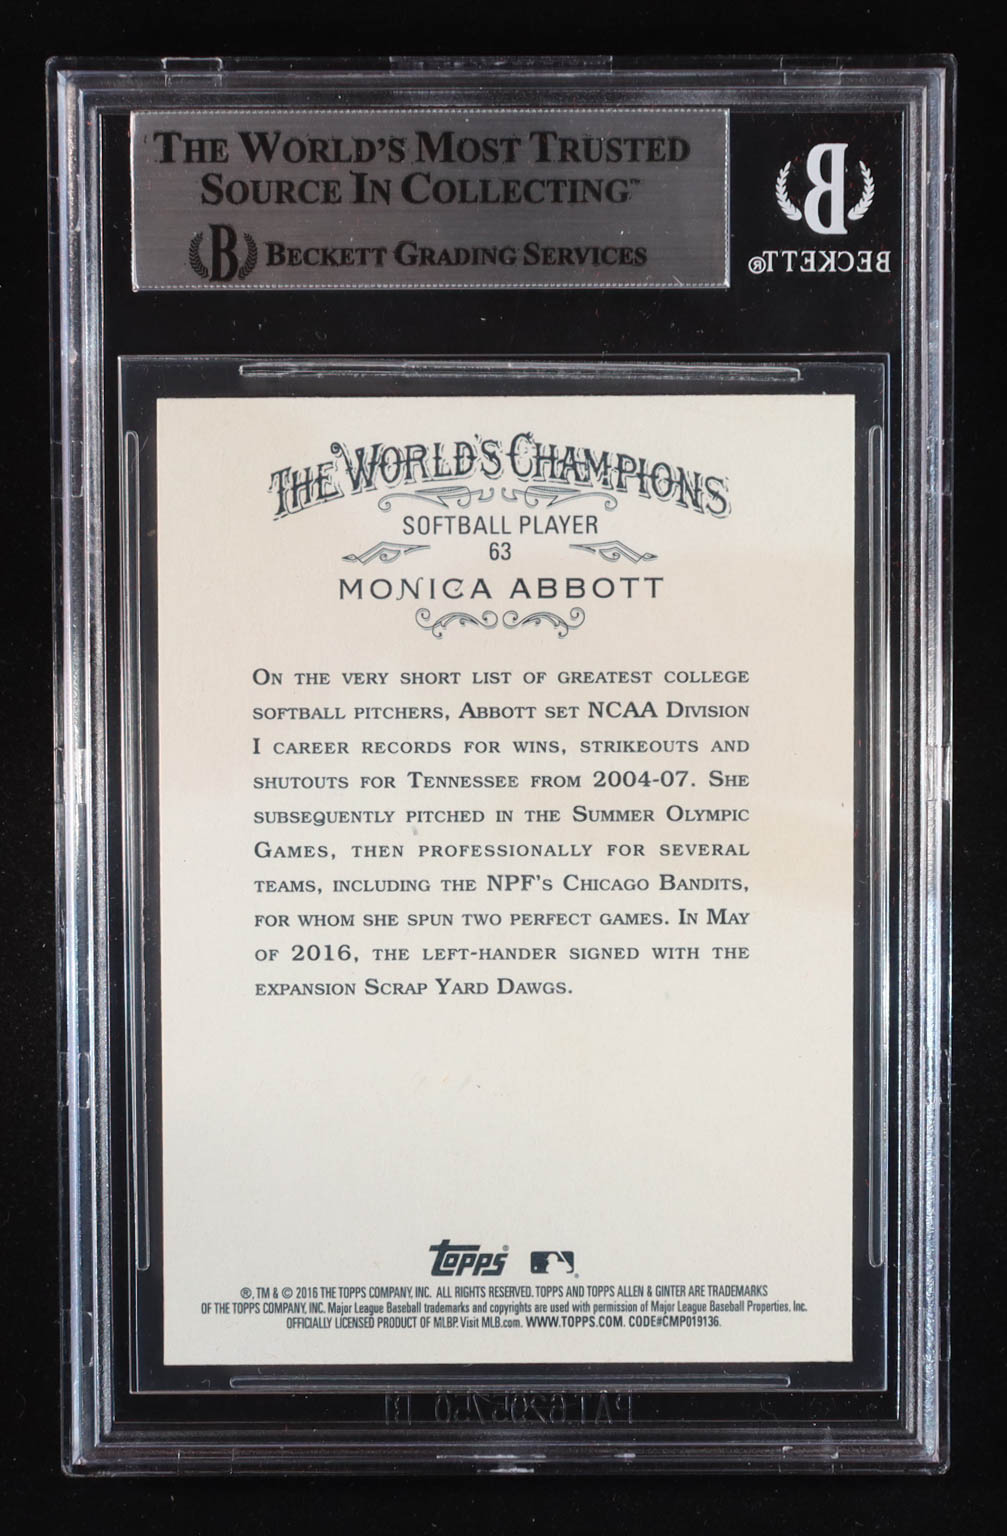 THE WORLD'S MOST TRUSTED
SOURCE IN COLLECTING™
B BECKETT GRADING SERVICES
B
BECKETT®
THE WORLD'S CHAMPIONS
SOFTBALL PLAYER
63
MONICA ABBOTT
ON THE VERY SHORT LIST OF GREATEST COLLEGE
SOFTBALL PITCHERS, ABBOTT SET NCAA DIVISION
I CAREER RECORDS FOR WINS, STRIKEOUTS AND
SHUTOUTS FOR TENNESSEE FROM 2004-07. SHE
SUBSEQUENTLY PITCHED IN THE SUMMER OLYMPIC
GAMES, THEN PROFESSIONALLY FOR SEVERAL
TEAMS, INCLUDING THE NPF'S CHICAGO BANDITS,
FOR WHOM SHE SPUN TWO PERFECT GAMES. IN MAY
OF 2016, THE LEFT-HANDER SIGNED WITH THE
EXPANSION SCRAP YARD DAWGS.
Topps®
®, TM & © 2016 THE TOPPS COMPANY, INC. ALL RIGHTS RESERVED. TOPPS AND TOPPS ALLEN & GINTER ARE TRADEMARKS
OF THE TOPPS COMPANY, INC. Major League Baseball trademarks and copyrights are used with permission of Major League Baseball Properties, Inc.
OFFICIALLY LICENSED PRODUCT OF MLBP. Visit MLB.com. WWW.TOPPS.COM. CODE#CMP019136.